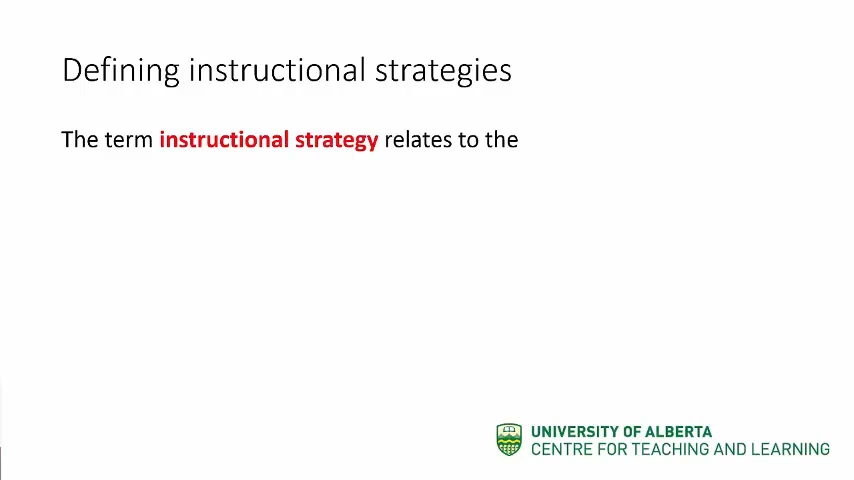 Defining instructional strategies
The term instructional strategy relates to the
UNIVERSITY OF ALBERTA
CENTRE FOR TEACHING AND LEARNING